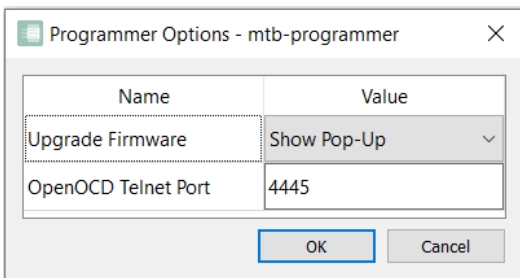 Programmer Options - mtb-programmer
Name Value
Upgrade Firmware Show Pop-Up
OpenOCD Telnet Port 4445
OK Cancel